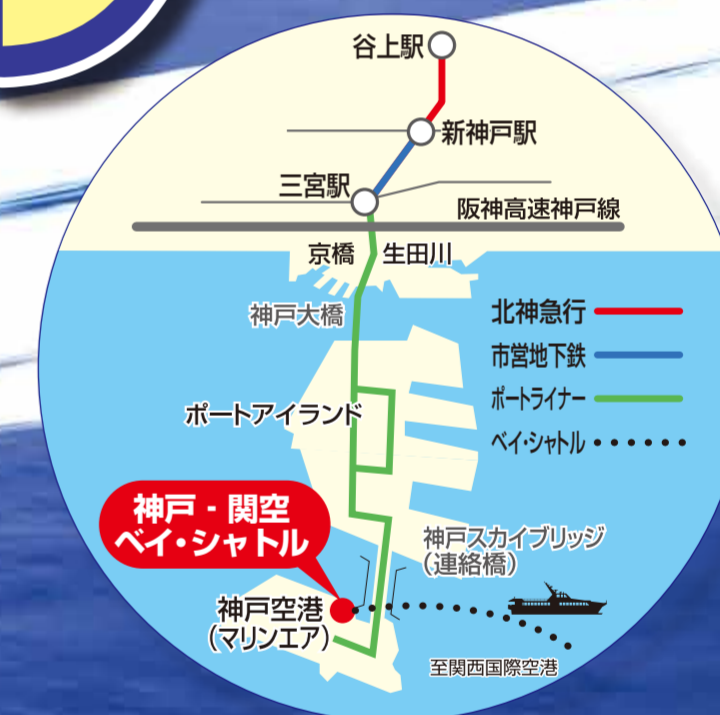 谷上駅
新神戸駅
三宮駅
阪神高速神戸線
京橋
生田川
神戸大橋
北神急行
市営地下鉄
ポートライナー
ベイ・シャトル
ポートアイランド
神戸 - 関空
ベイ・シャトル
神戸スカイブリッジ
（連絡橋）
神戸空港
（マリンエア）
至関西国際空港